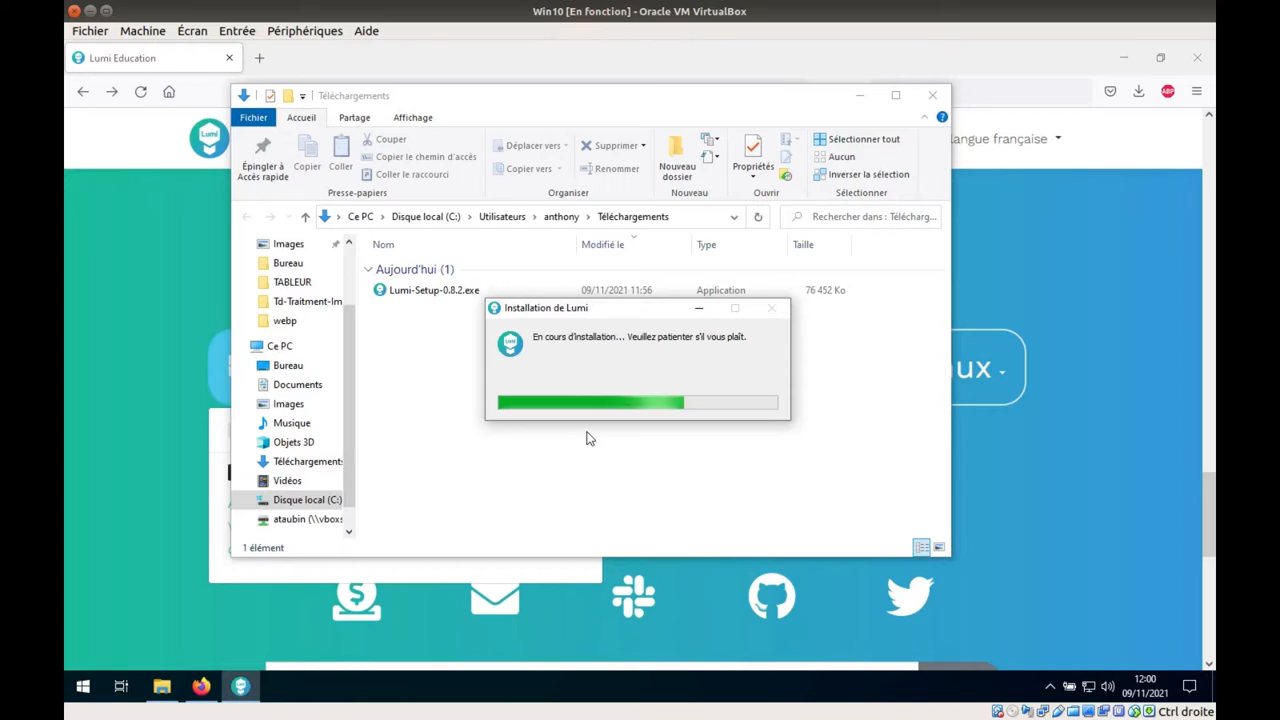 Win10 [En fonction] - Oracle VM VirtualBox
Fichier Machine Écran Entrée Périphériques Aide
Lumi Education
ABP
Téléchargements
Fichier Accueil Partage Affichage
Lumi
langue française
Épingler à Accès rapide
Copier
Coller
Couper
Copier le chemin d'accès
Coller le raccourci
Presse-papiers
Déplacer vers
Copier vers
Supprimer
Renommer
Organiser
Nouveau dossier
Nouveau
Propriétés
Ouvrir
Sélectionner tout
Aucun
Inverser la sélection
Sélectionner
Ce PC Disque local (C:) Utilisateurs anthony Téléchargements
Rechercher dans : Télécharg...
Nom Modifié le Type Taille
Aujourd'hui (1)
Lumi-Setup-0.8.2.exe 09/11/2021 11:56 Application 76 452 Ko
Images
Bureau
TABLEUR
Td-Traitment-Im
webp
Ce PC
Bureau
Documents
Images
Musique
Objets 3D
Téléchargements
Vidéos
Disque local (C:)
ataubin (\\vboxs
Installation de Lumi
En cours d'installation... Veuillez patienter s'il vous plaît.
ux
1 élément
12:00
09/11/2021
Ctrl droite